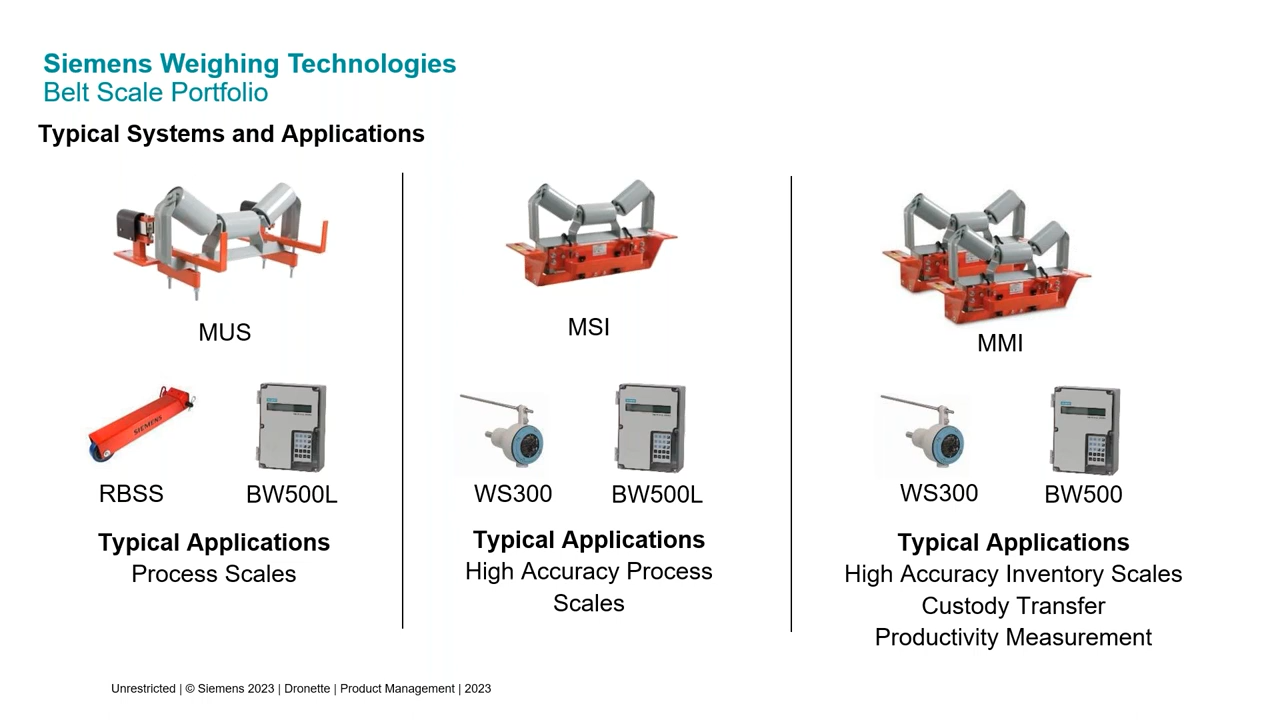 Siemens Weighing Technologies
Belt Scale Portfolio
Typical Systems and Applications
MUS
SIEMENS
RBSS
BW500L
Typical Applications
Process Scales
MSI
WS300
BW500L
Typical Applications
High Accuracy Process
Scales
MMI
WS300
BW500
Typical Applications
High Accuracy Inventory Scales
Custody Transfer
Productivity Measurement
Unrestricted | © Siemens 2023 | Dronette | Product Management | 2023